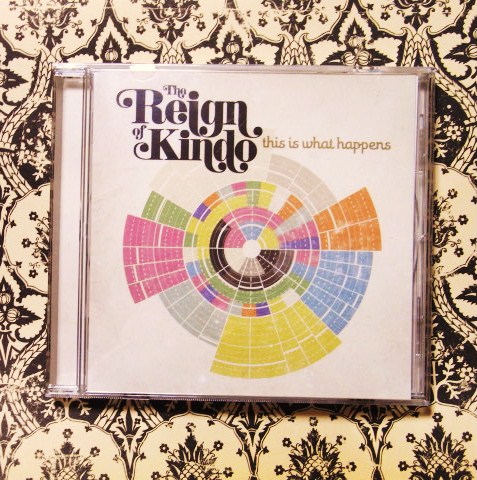 The
Reign
of
Kindo
this is what happens